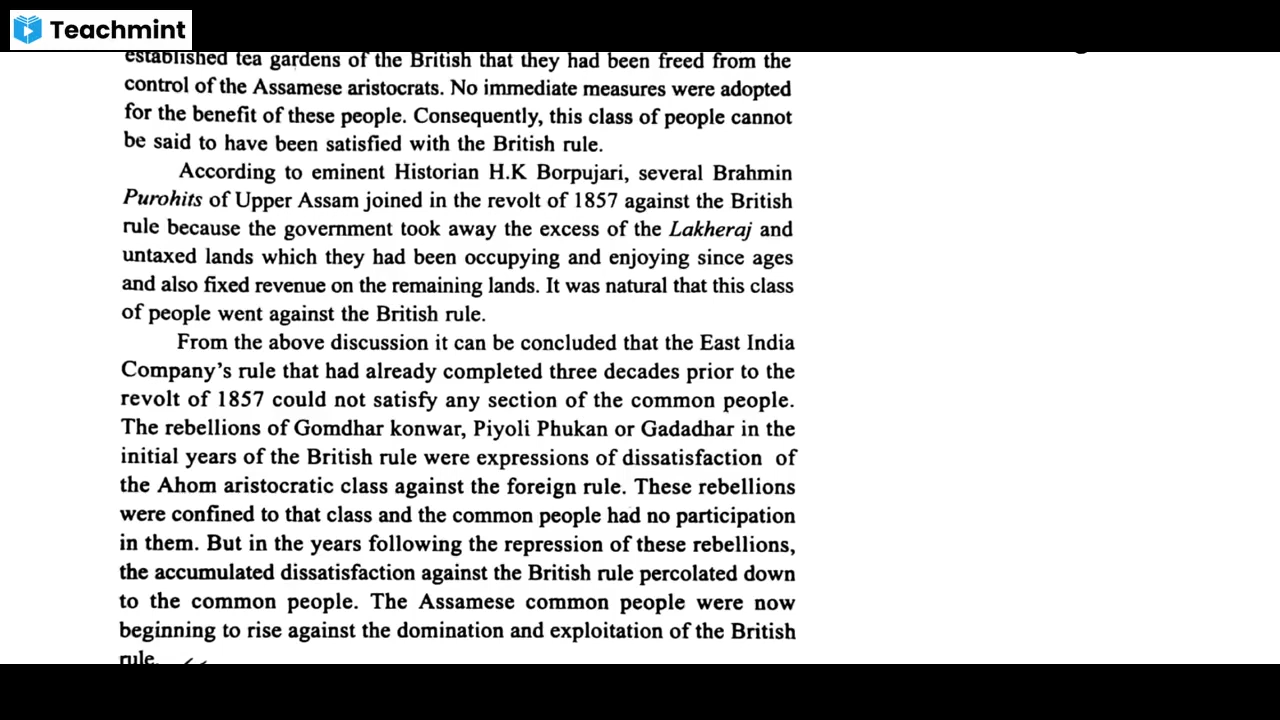 Teachmint
established tea gardens of the British that they had been freed from the
control of the Assamese aristocrats. No immediate measures were adopted
for the benefit of these people. Consequently, this class of people cannot
be said to have been satisfied with the British rule.
According to eminent Historian H.K Borpujari, several Brahmin
Purohits of Upper Assam joined in the revolt of 1857 against the British
rule because the government took away the excess of the Lakheraj and
untaxed lands which they had been occupying and enjoying since ages
and also fixed revenue on the remaining lands. It was natural that this class
of people went against the British rule.
From the above discussion it can be concluded that the East India
Company's rule that had already completed three decades prior to the
revolt of 1857 could not satisfy any section of the common people.
The rebellions of Gomdhar konwar, Piyoli Phukan or Gadadhar in the
initial years of the British rule were expressions of dissatisfaction of
the Ahom aristocratic class against the foreign rule. These rebellions
were confined to that class and the common people had no participation
in them. But in the years following the repression of these rebellions,
the accumulated dissatisfaction against the British rule percolated down
to the common people. The Assamese common people were now
beginning to rise against the domination and exploitation of the British
rule.